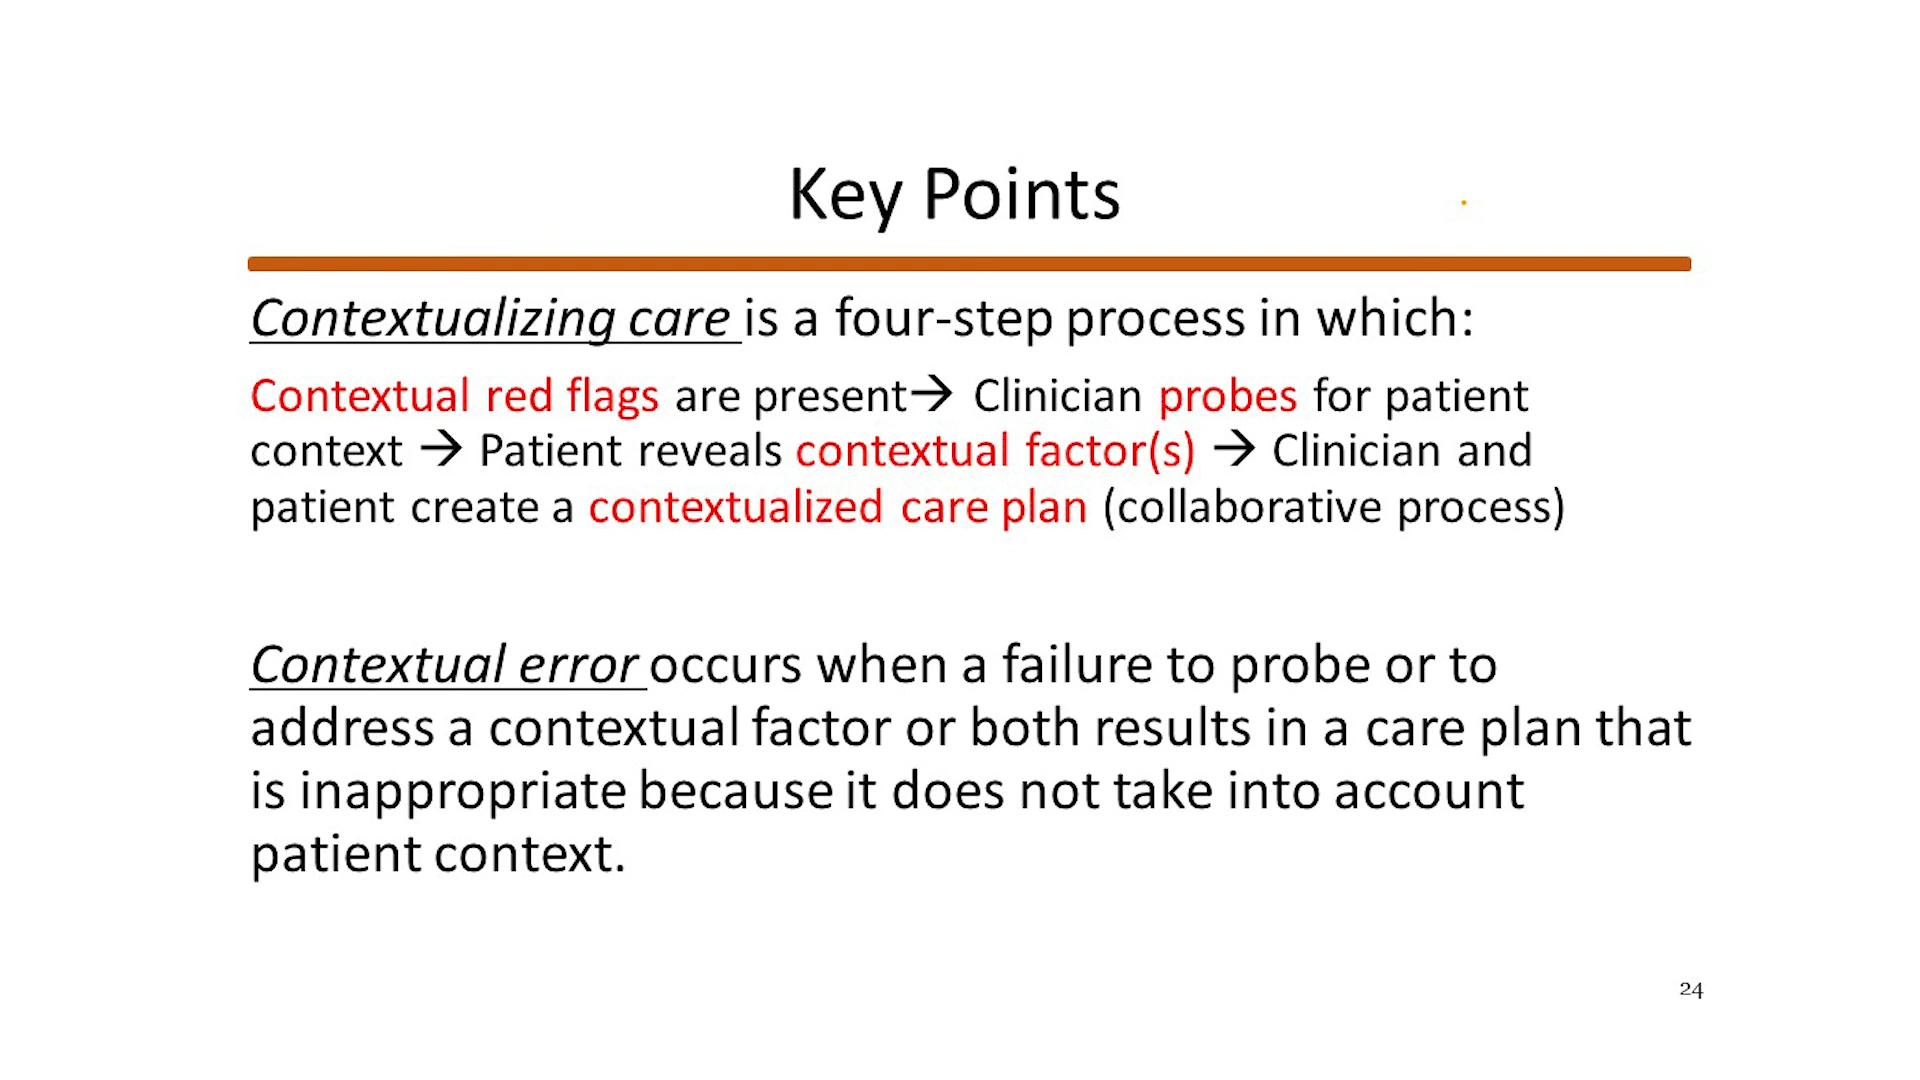 Key Points
Contextualizing care is a four-step process in which:
Contextual red flags are present→ Clinician probes for patient
context → Patient reveals contextual factor(s) → Clinician and
patient create a contextualized care plan (collaborative process)
Contextual error occurs when a failure to probe or to
address a contextual factor or both results in a care plan that
is inappropriate because it does not take into account
patient context.
24